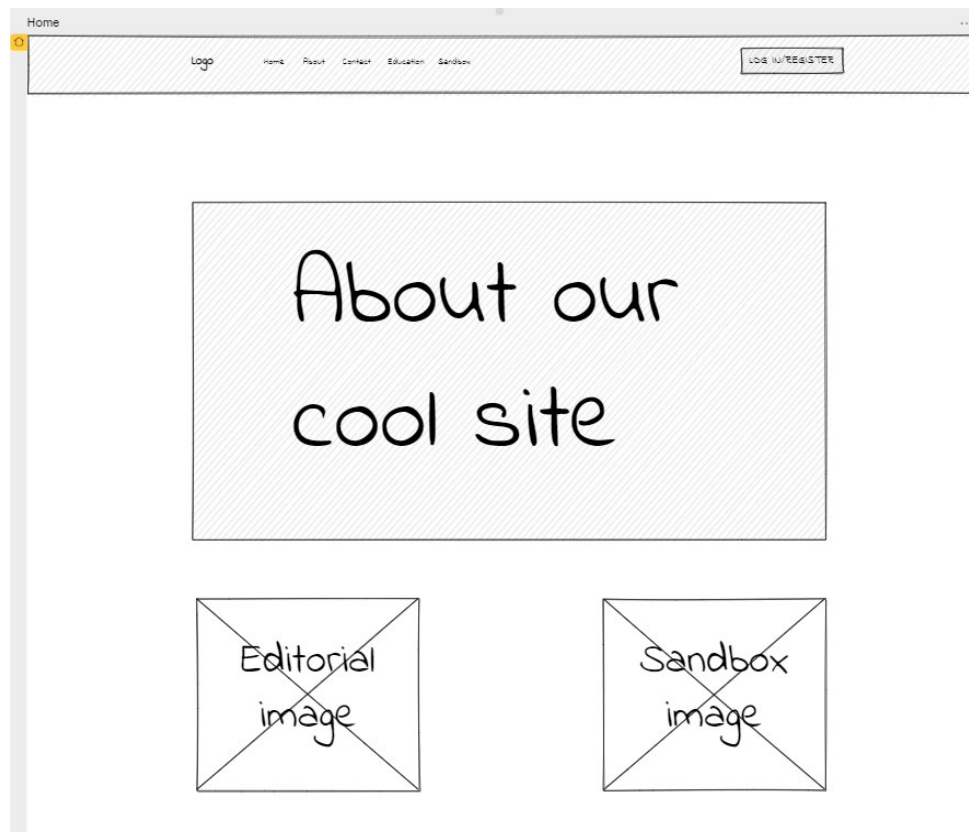 Home
Logo Home About Contact Education Sandbox LOG IN/REGISTER
About our
cool site
Editorial
image
Sandbox
image